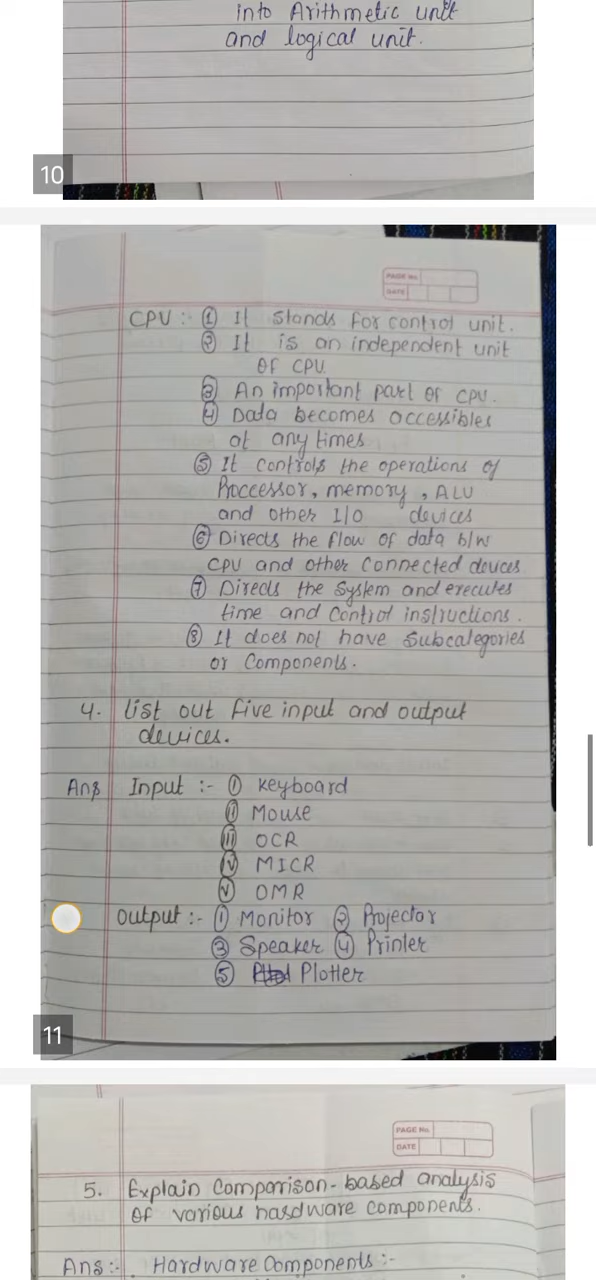 into Arithmetic unit
and logical unit.
10
PAGE No
DATE
CPU :- ① It stands for control unit.
② It is an independent unit
of CPU
③ An important part of CPU.
④ Data becomes accessibles
at any times
⑤ It controls the operations of
Proccessor, memory, ALU
and other I/O devices
⑥ Directs the flow of data b/w
CPU and other connected devices
⑦ Directs the system and executes
time and control instructions.
⑧ It does not have subcategories
or components.
4. list out five input and output
devices.
Ans Input :- ⓘ keyboard
ⓘⓘ Mouse
ⓘⓘⓘ OCR
ⓘⓥ MICR
ⓥ OMR
output :- ① Monitor ② Projector
③ Speaker ④ Printer
⑤ Plotter
11
PAGE No.
DATE
5. Explain comparison-based analysis
of various hardware components.
Ans :- Hardware Components :-